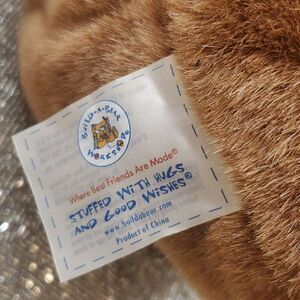 BUILD-A-BEAR
WORKSHOP®
Where Best Friends Are Made®
STUFFED WITH HUGS
AND GOOD WISHES®
www.buildabear.com
Product of China